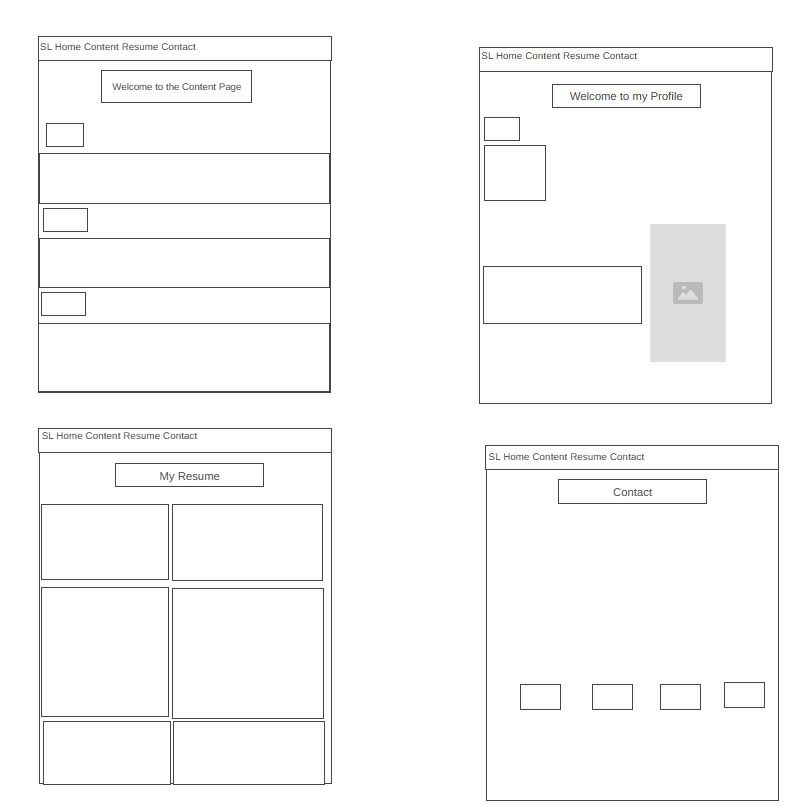 SL Home Content Resume Contact
Welcome to the Content Page
SL Home Content Resume Contact
Welcome to my Profile
SL Home Content Resume Contact
My Resume
SL Home Content Resume Contact
Contact